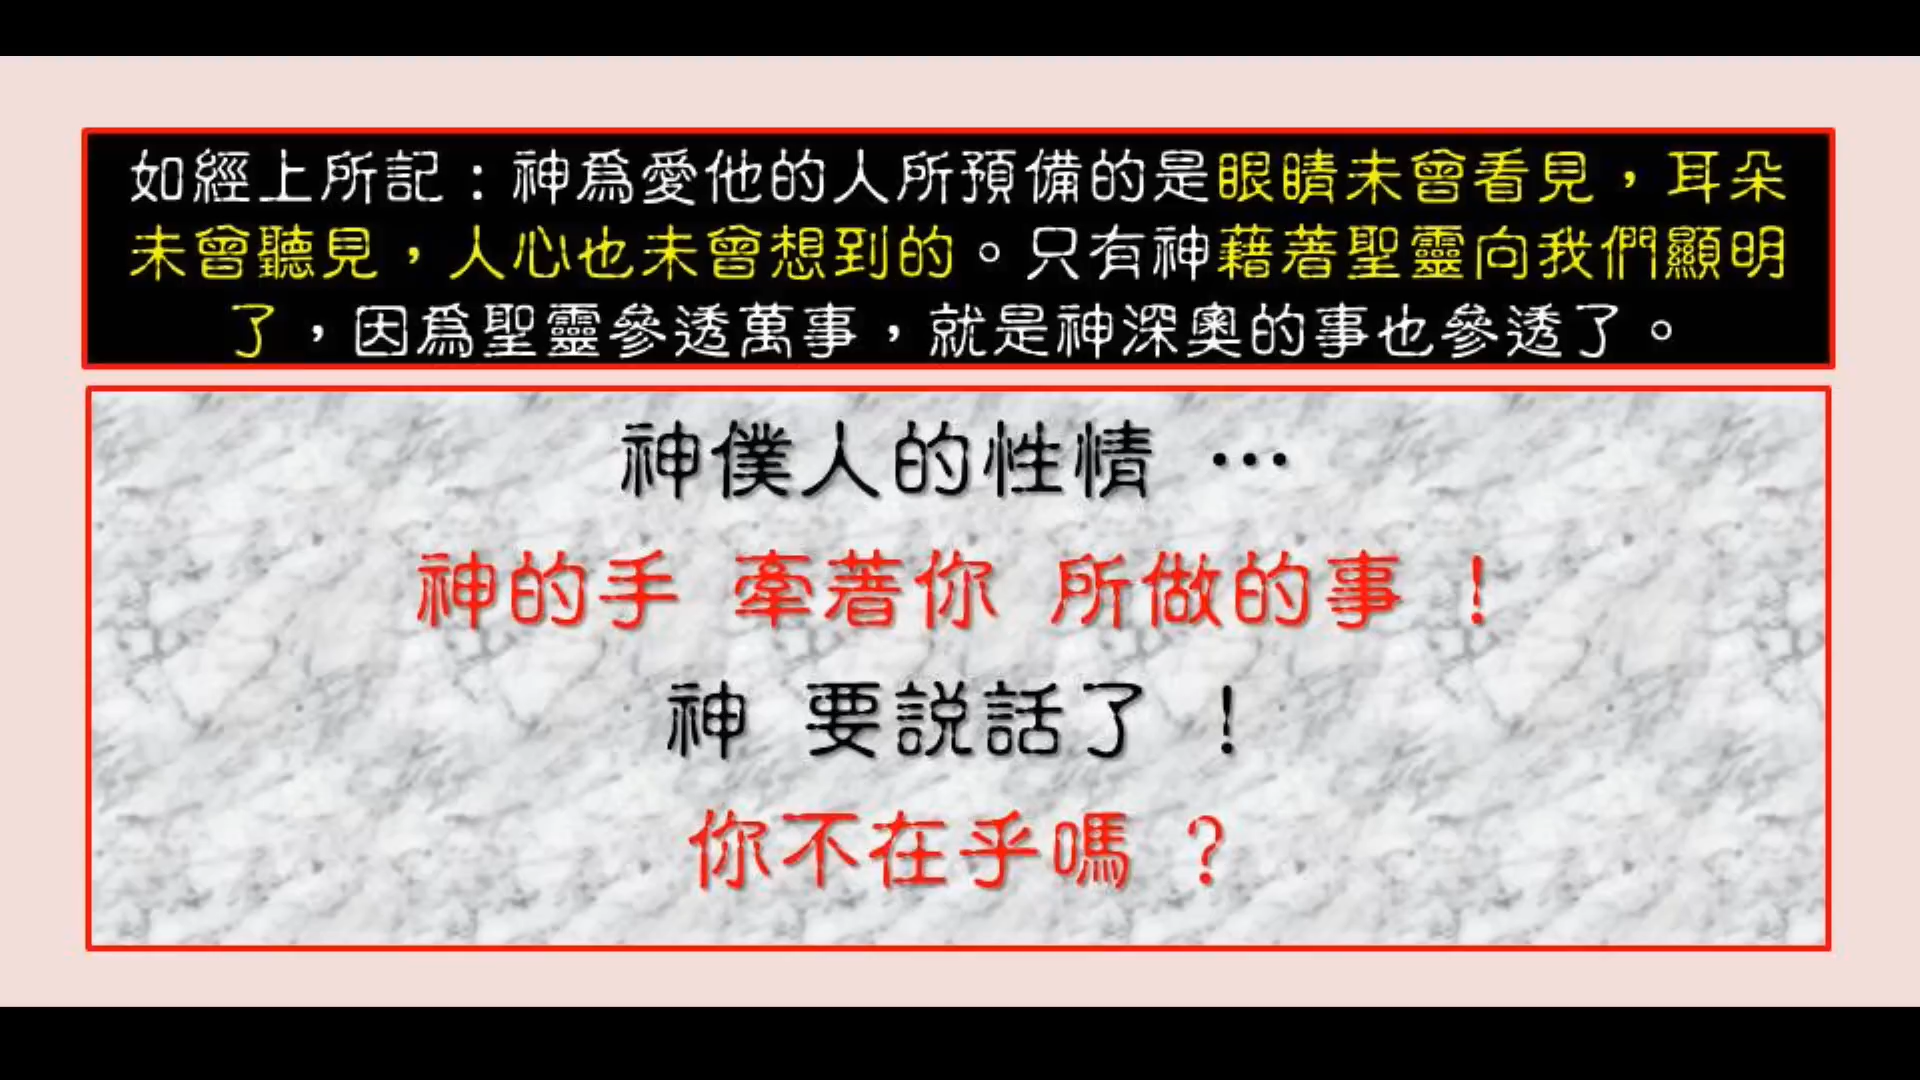 如經上所記：神爲愛他的人所預備的是眼睛未曾看見，耳朵
未曾聽見，人心也未曾想到的。只有神藉著聖靈向我們顯明
了，因爲聖靈參透萬事，就是神深奧的事也參透了。
神僕人的性情 …
神的手 牽著你 所做的事 ！
神 要説話了 ！
你不在乎嗎 ？